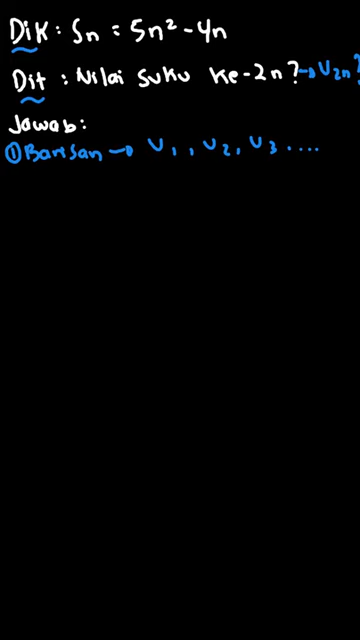 Dik : Sn = 5n² - 4n
Dit : Nilai suku ke-2n? → U₂ₙ?
Jawab:
① Barisan → U₁, U₂, U₃ ....